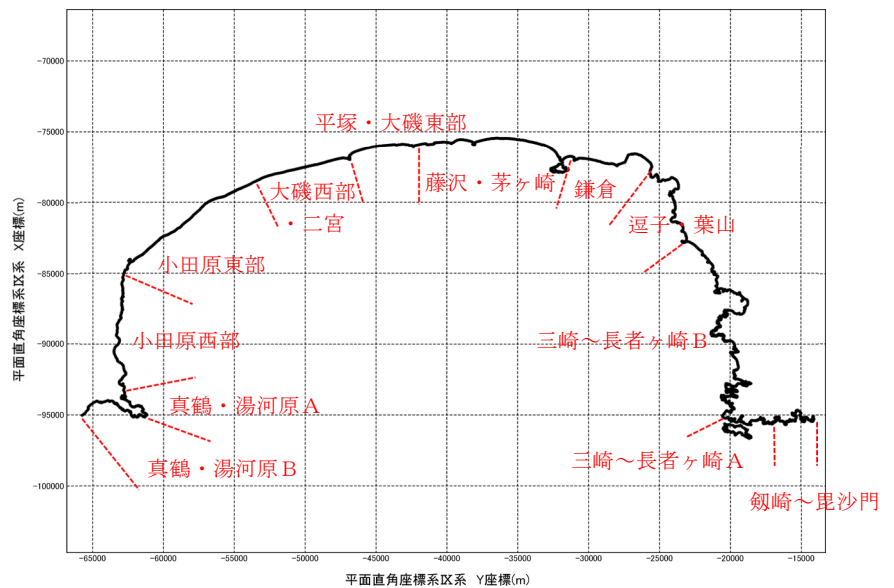 平面直角座標系Ⅸ系 X座標(m)
-70000
-75000
-80000
-85000
-90000
-95000
-100000
平塚・大磯東部
大磯西部
・二宮
藤沢・茅ヶ崎
鎌倉
逗子・葉山
小田原東部
小田原西部
三崎～長者ヶ崎B
真鶴・湯河原A
真鶴・湯河原B
三崎～長者ヶ崎A
剱崎～毘沙門
-65000
-60000
-55000
-50000
-45000
-40000
-35000
-30000
-25000
-20000
-15000
平面直角座標系Ⅸ系 Y座標(m)